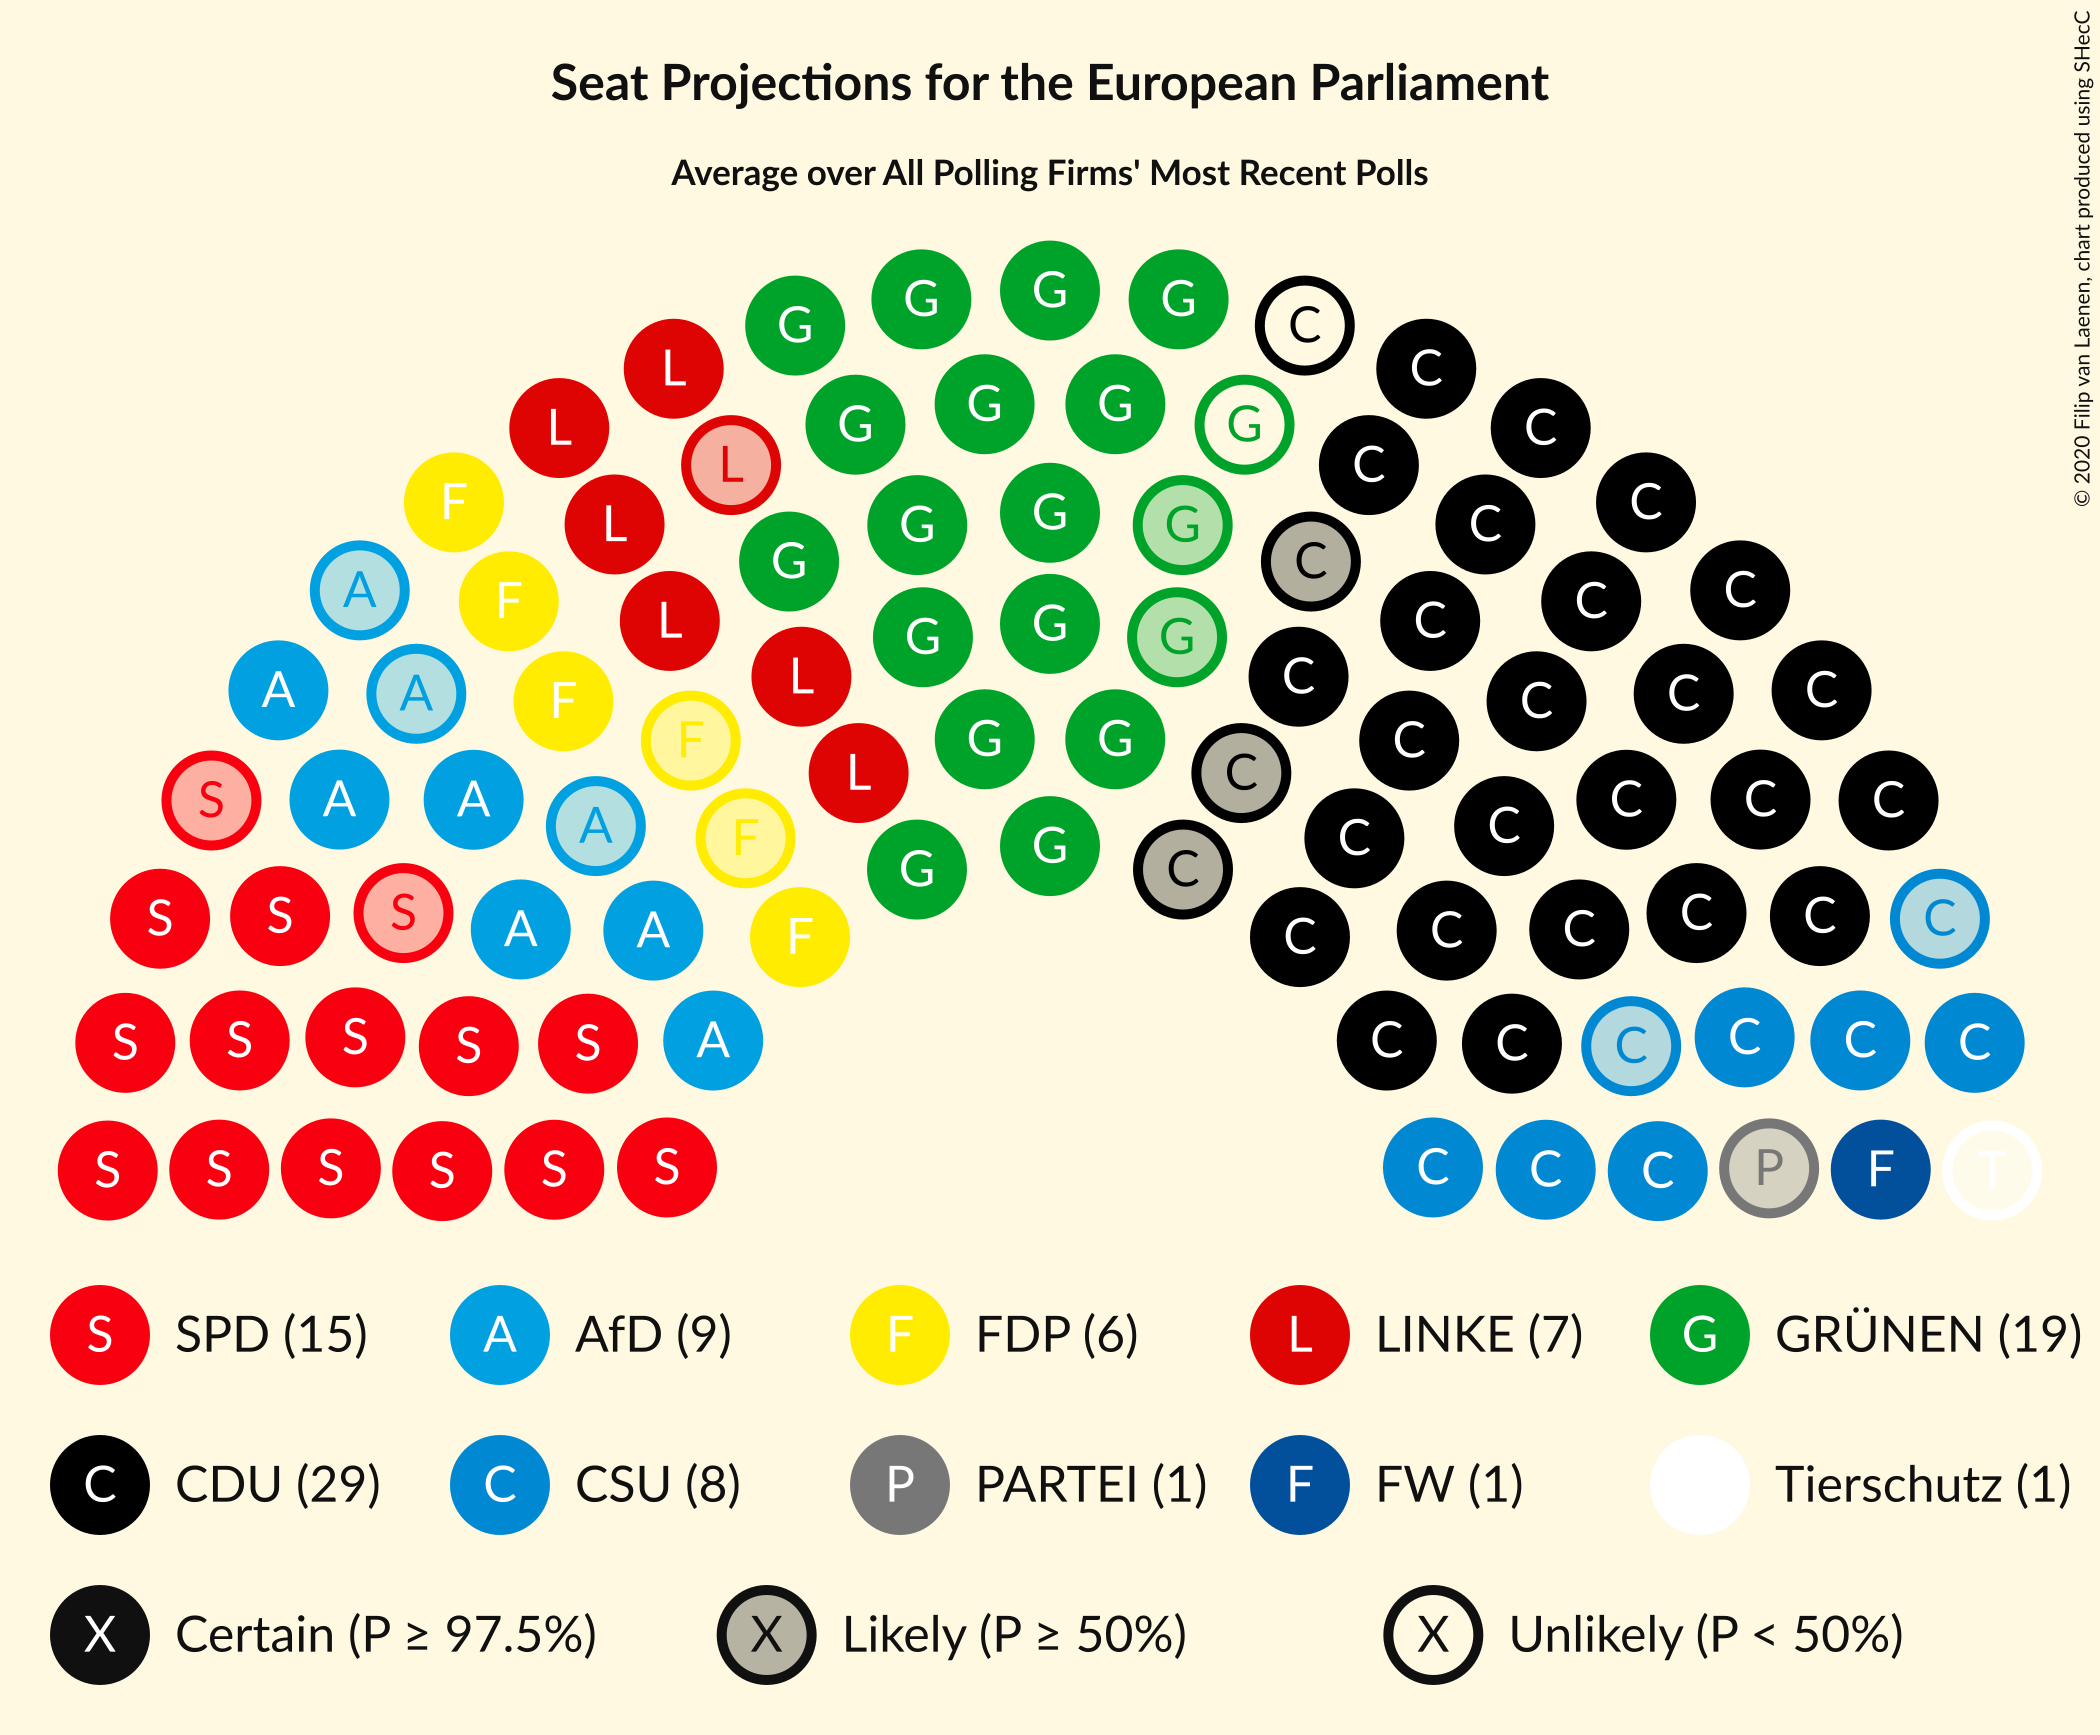 Seat Projections for the European Parliament
Average over All Polling Firms' Most Recent Polls
© 2020 Filip van Laenen, chart produced using SHecC
G G G
G C
L C
G G
L G G C
L C
F G C
L G G C
G C
A C
F C
L G C
G G
L C
A A F C C C
F G G C
L C
S A A C C C
A F C C
G
G C
S S S C C C
A A F C C C
S S S S S A C C C C C C
S S S S S S C C C P F T
S SPD (15) A AfD (9) F FDP (6) L LINKE (7) G GRÜNEN (19)
C CDU (29) C CSU (8) P PARTEI (1) F FW (1) Tierschutz (1)
X Certain (P ≥ 97.5%) X Likely (P ≥ 50%) X Unlikely (P < 50%)